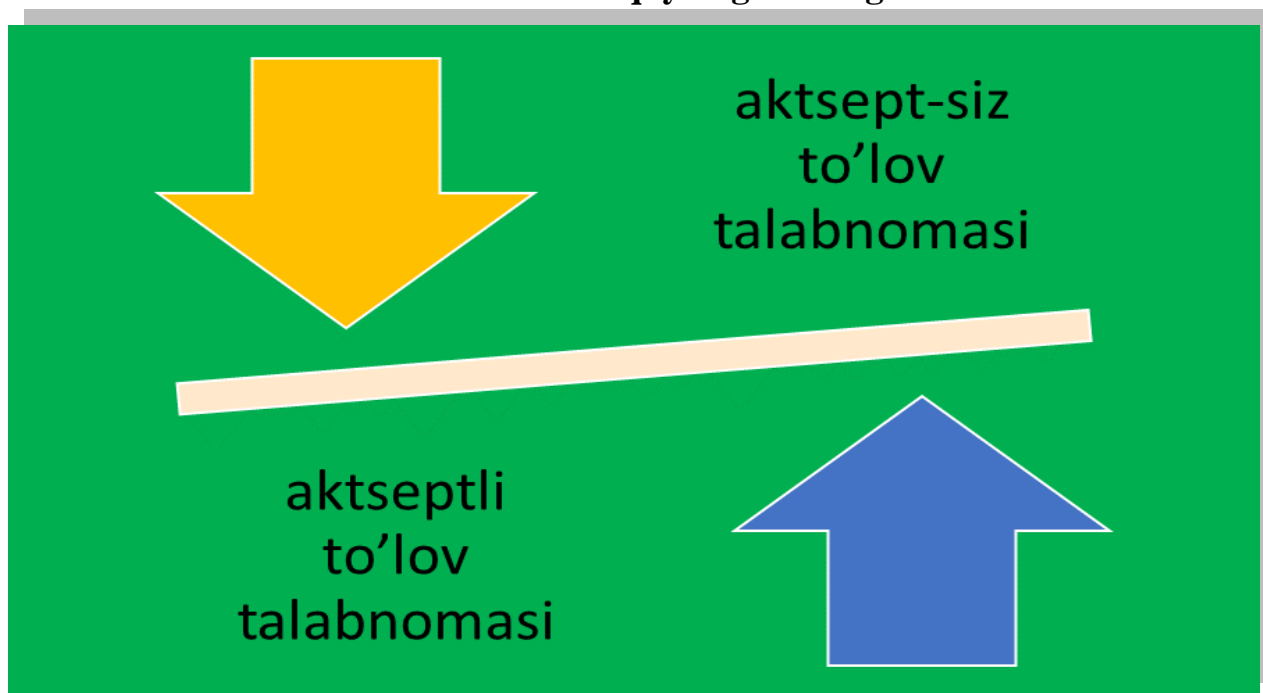 aktsept-siz
to’lov
talabnomasi
aktseptli
to’lov
talabnomasi